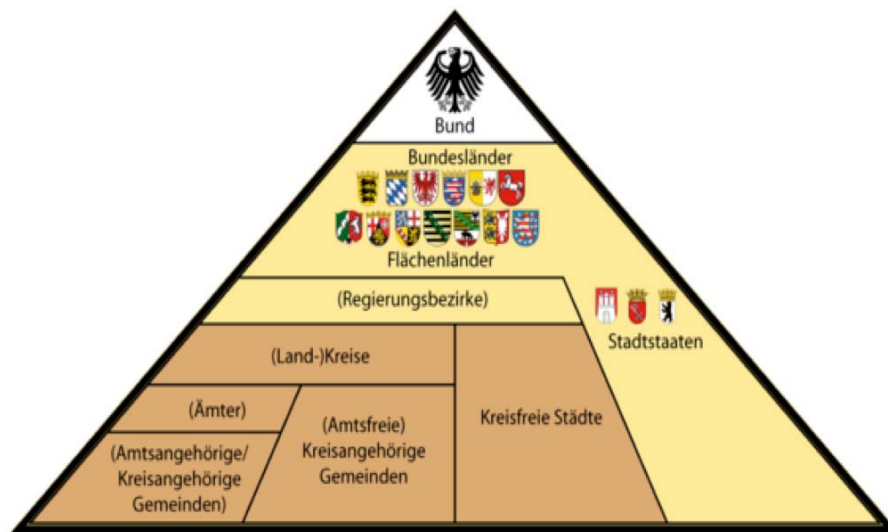 Bund
Bundesländer
Flächenländer
(Regierungsbezirke)
Stadtstaaten
(Land-)Kreise
(Ämter)
(Amtsangehörige/
Kreisangehörige
Gemeinden)
(Amtsfreie)
Kreisangehörige
Gemeinden
Kreisfreie Städte